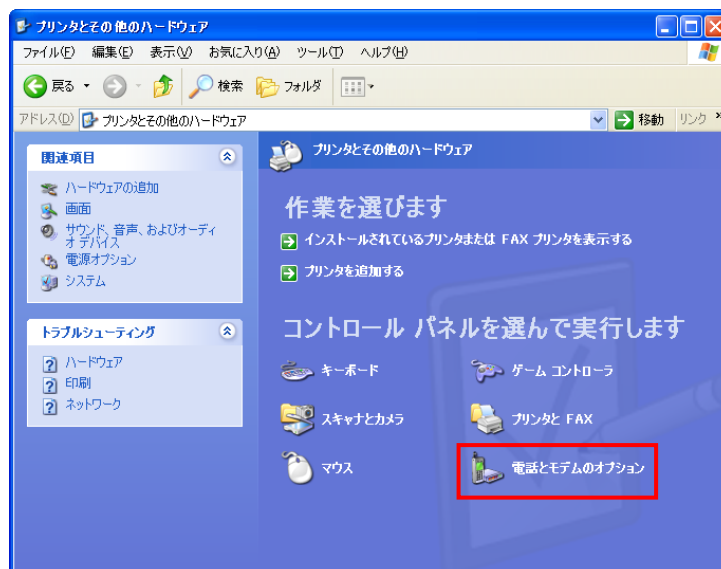 プリンタとその他のハードウェア
ファイル(F) 編集(E) 表示(V) お気に入り(A) ツール(T) ヘルプ(H)
戻る 検索 フォルダ
アドレス(D) プリンタとその他のハードウェア 移動 リンク »
関連項目
ハードウェアの追加
画面
サウンド、音声、およびオーディ
オ デバイス
電源オプション
システム
トラブルシューティング
ハードウェア
印刷
ネットワーク
プリンタとその他のハードウェア
作業を選びます
インストールされているプリンタまたは FAX プリンタを表示する
プリンタを追加する
コントロール パネルを選んで実行します
キーボード
ゲーム コントローラ
スキャナとカメラ
プリンタと FAX
マウス
電話とモデムのオプション